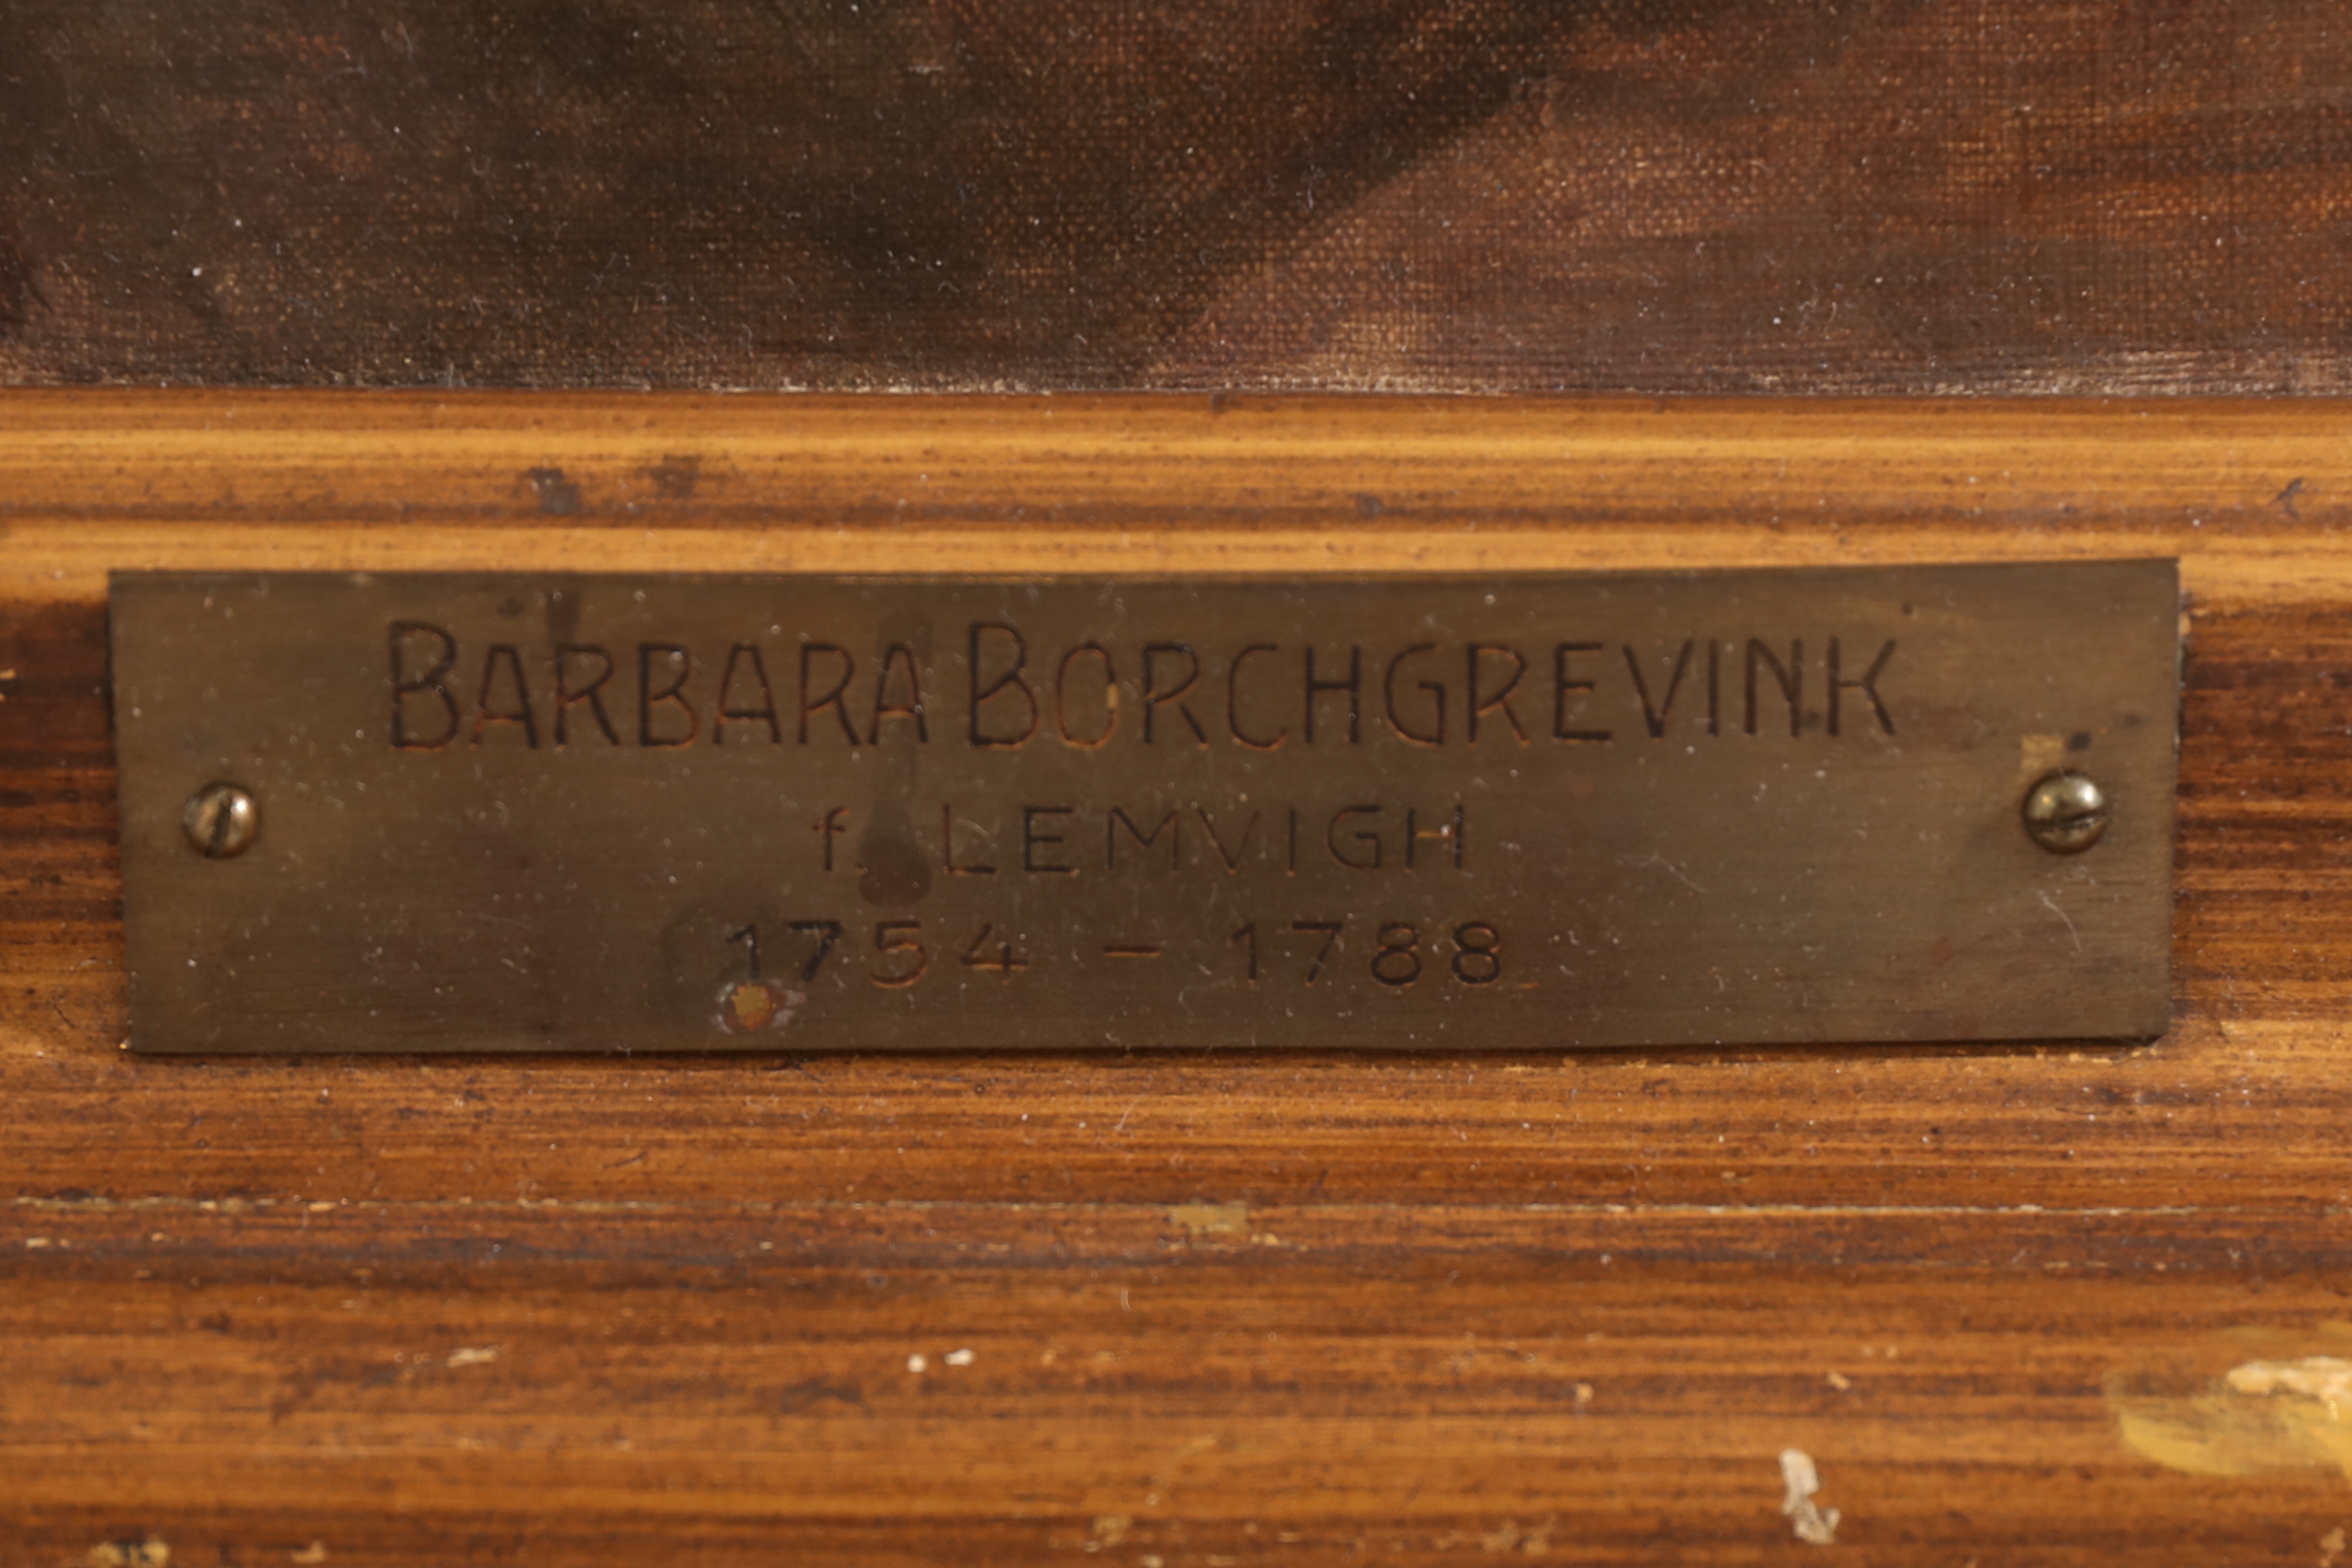 BARBARA BORCHGREVINK
f. LEMVIGH
1754 - 1788